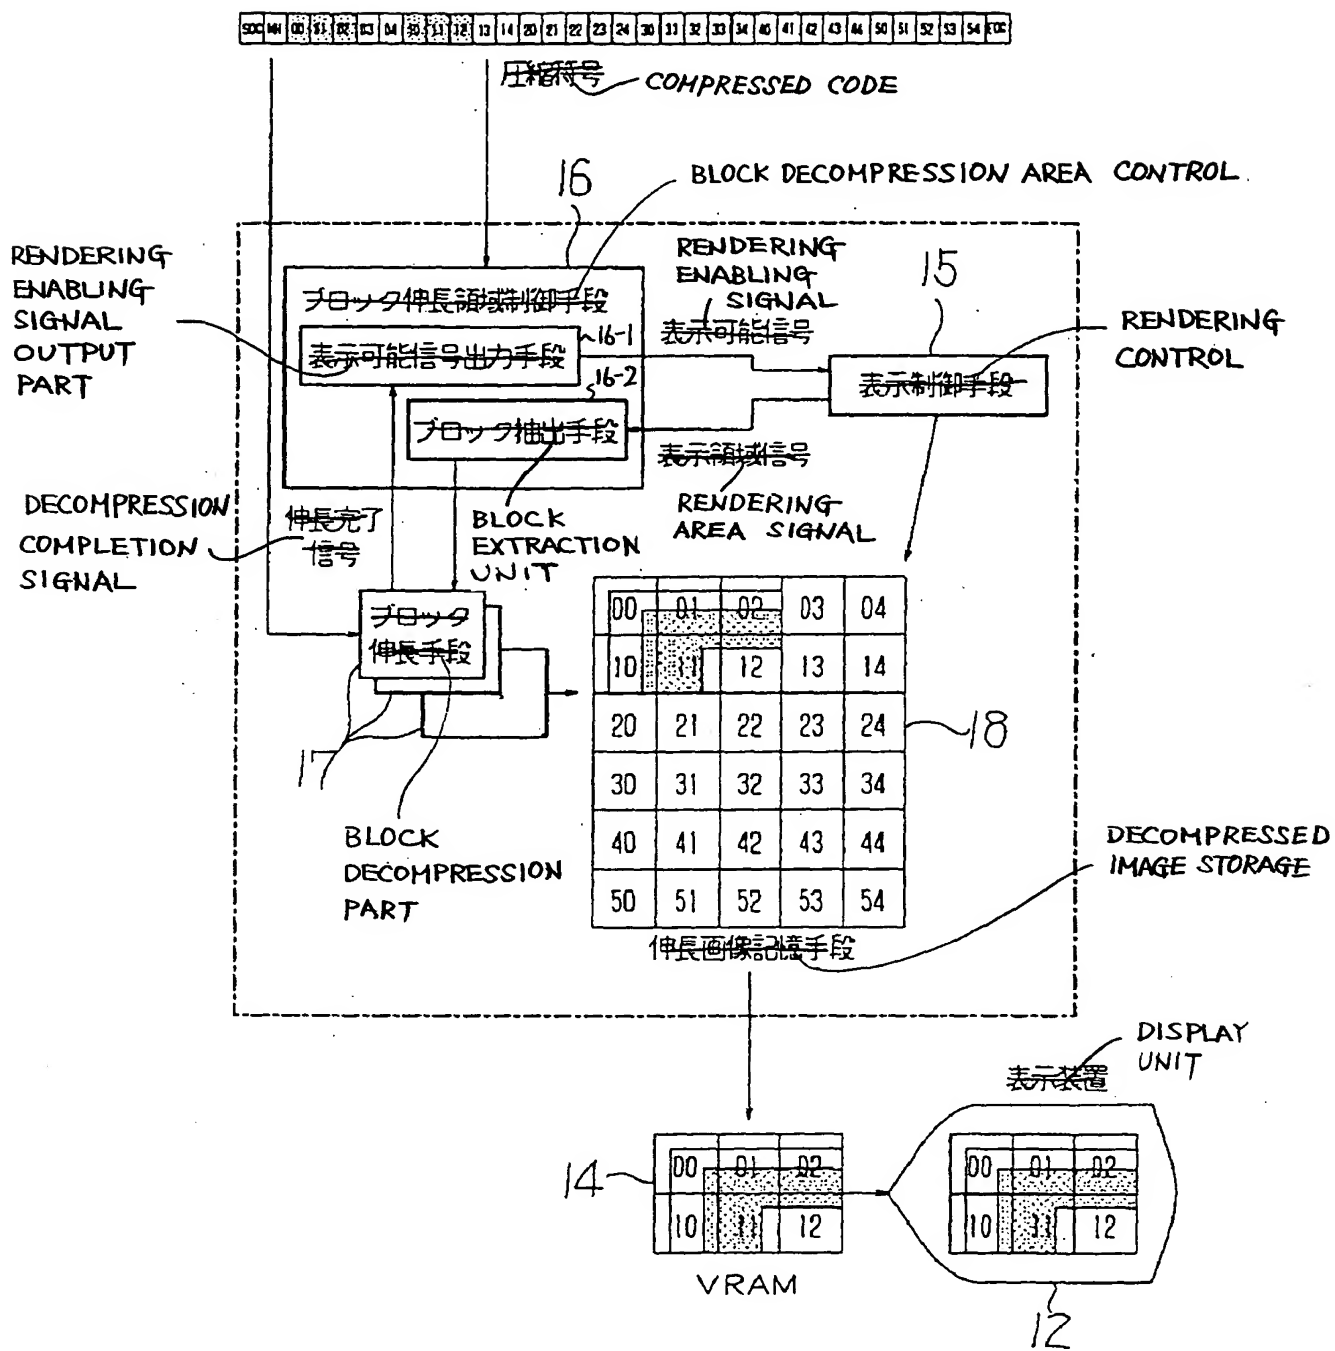 SOC MH 00 01 02 03 04 10 11 12 13 14 20 21 22 23 24 30 31 32 33 34 40 41 42 43 44 50 51 52 53 54 EOC
圧縮符号 COMPRESSED CODE
16
BLOCK DECOMPRESSION AREA CONTROL
RENDERING
ENABLING
SIGNAL
OUTPUT
PART
ブロック伸長領域制御手段
16-1
表示可能信号出力手段
16-2
ブロック抽出手段
RENDERING
ENABLING
SIGNAL
表示可能信号
15
RENDERING
CONTROL
表示制御手段
表示領域信号
RENDERING
AREA SIGNAL
DECOMPRESSION
COMPLETION
SIGNAL
伸長完了
信号
BLOCK
EXTRACTION
UNIT
ブロック
伸長手段
17
BLOCK
DECOMPRESSION
PART
00 01 02 03 04
10 11 12 13 14
20 21 22 23 24
30 31 32 33 34
40 41 42 43 44
50 51 52 53 54
18
DECOMPRESSED
IMAGE STORAGE
伸長画像記憶手段
DISPLAY
UNIT
表示装置
14
00 01 02
10 11 12
VRAM
00 01 02
10 11 12
12